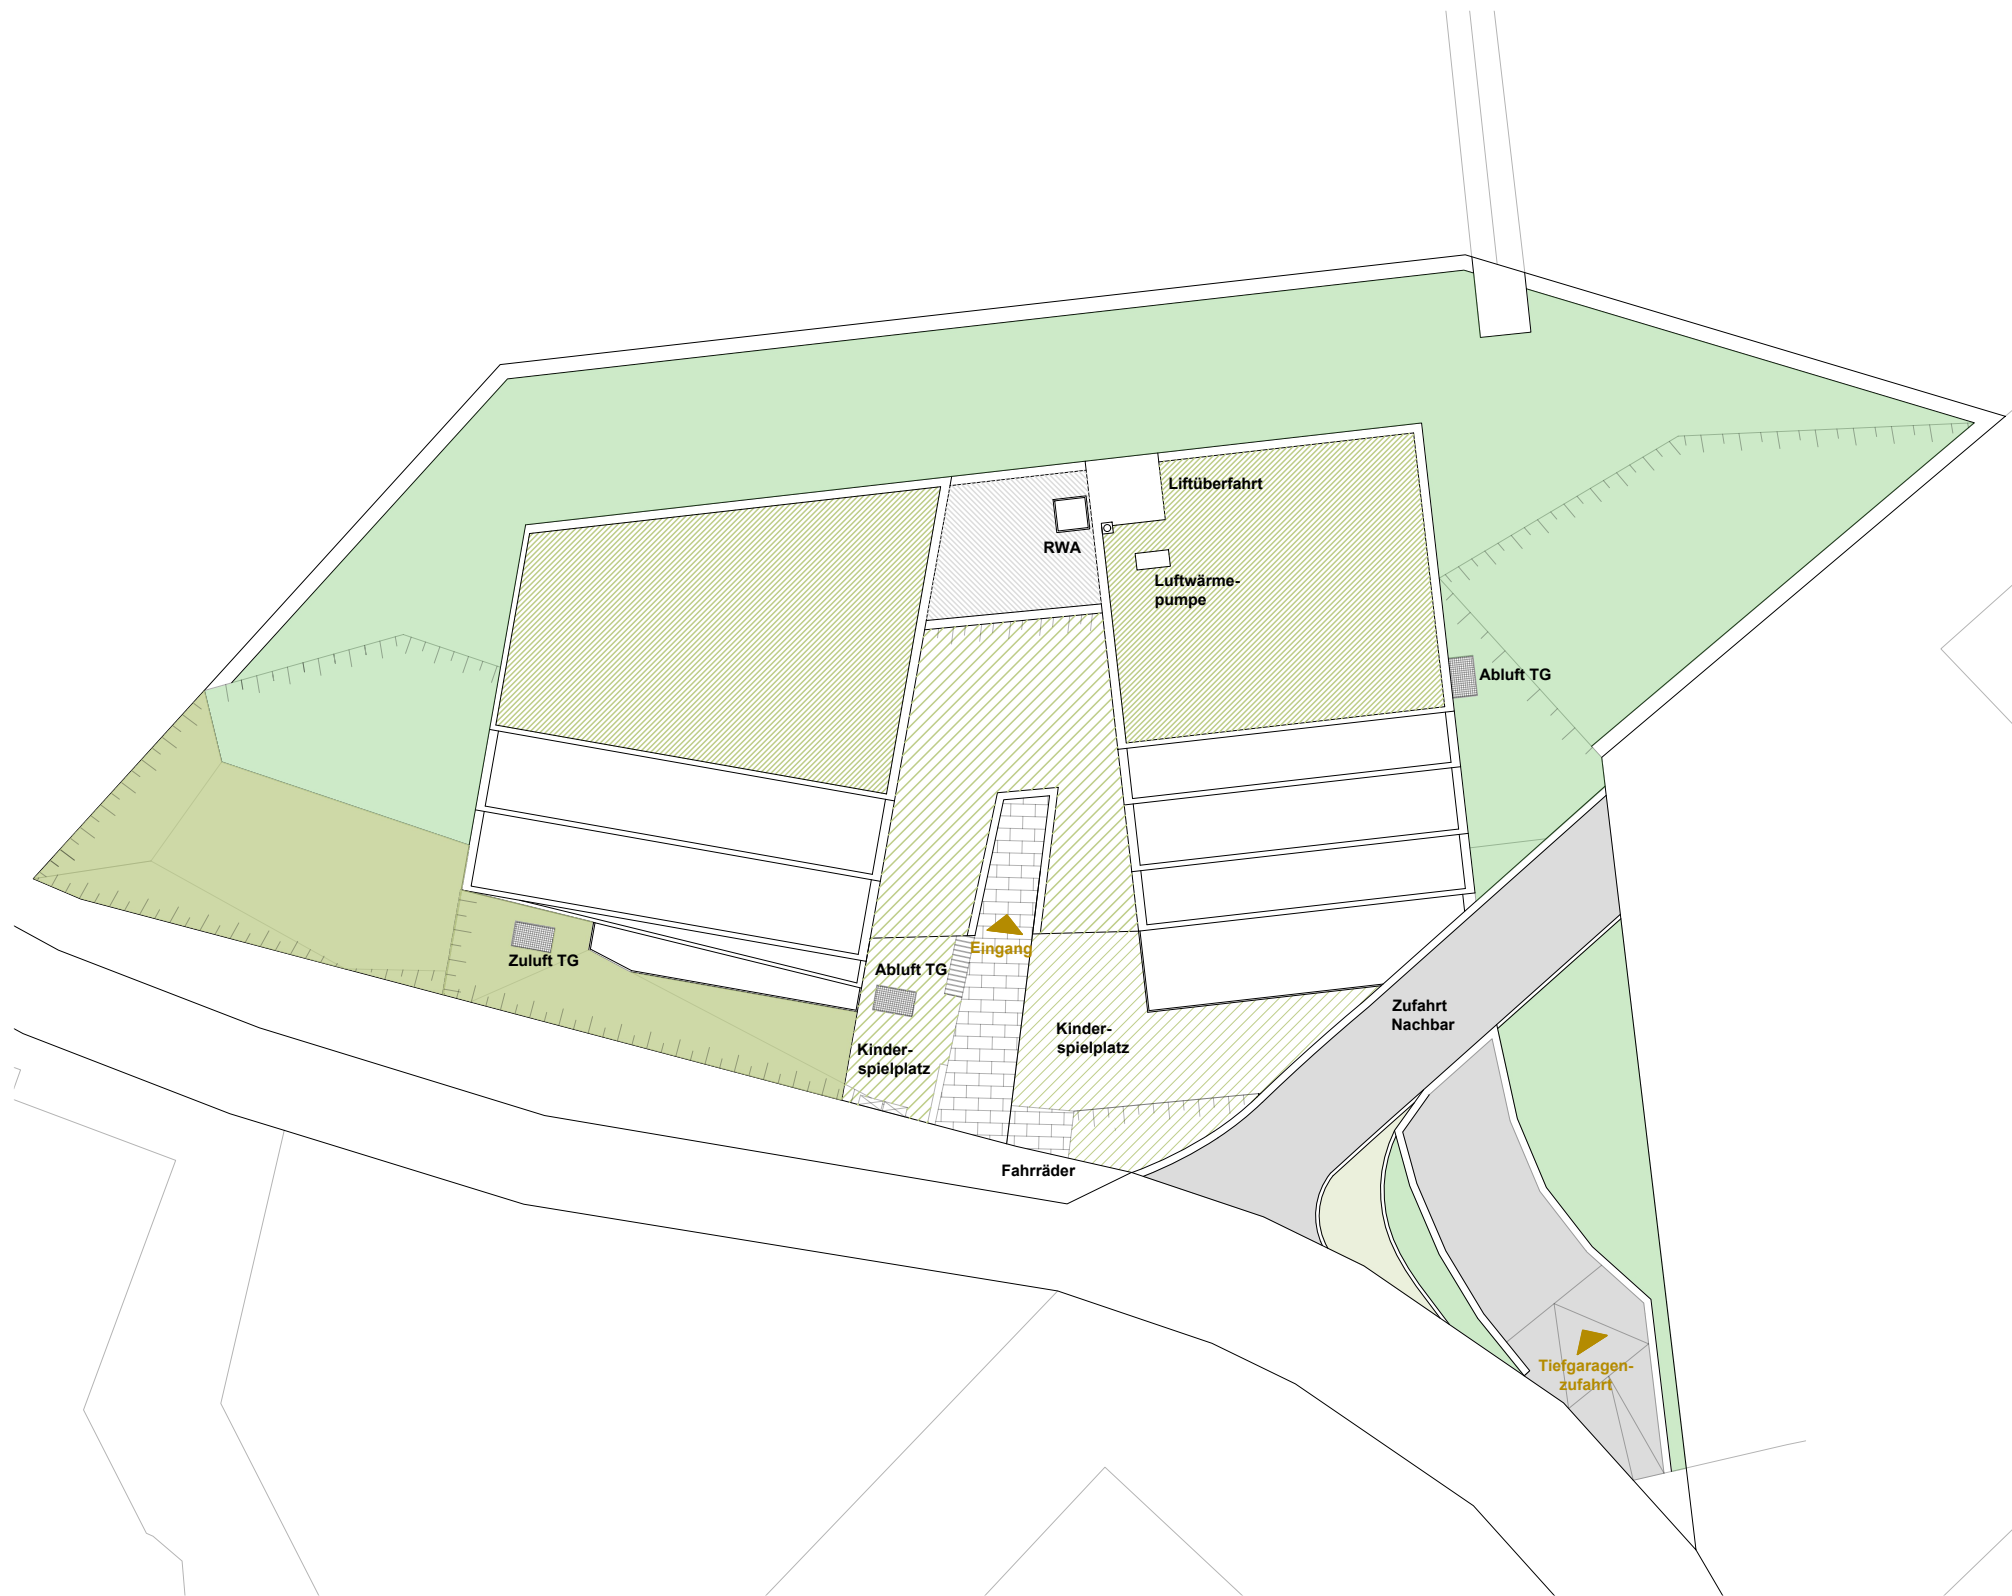 Liftüberfahrt
RWA
Luftwärme-
pumpe
Abluft TG
Eingang
Zuluft TG
Abluft TG
Zufahrt
Nachbar
Kinder-
spielplatz
Kinder-
spielplatz
Fahrräder
Tiefgaragen-
zufahrt